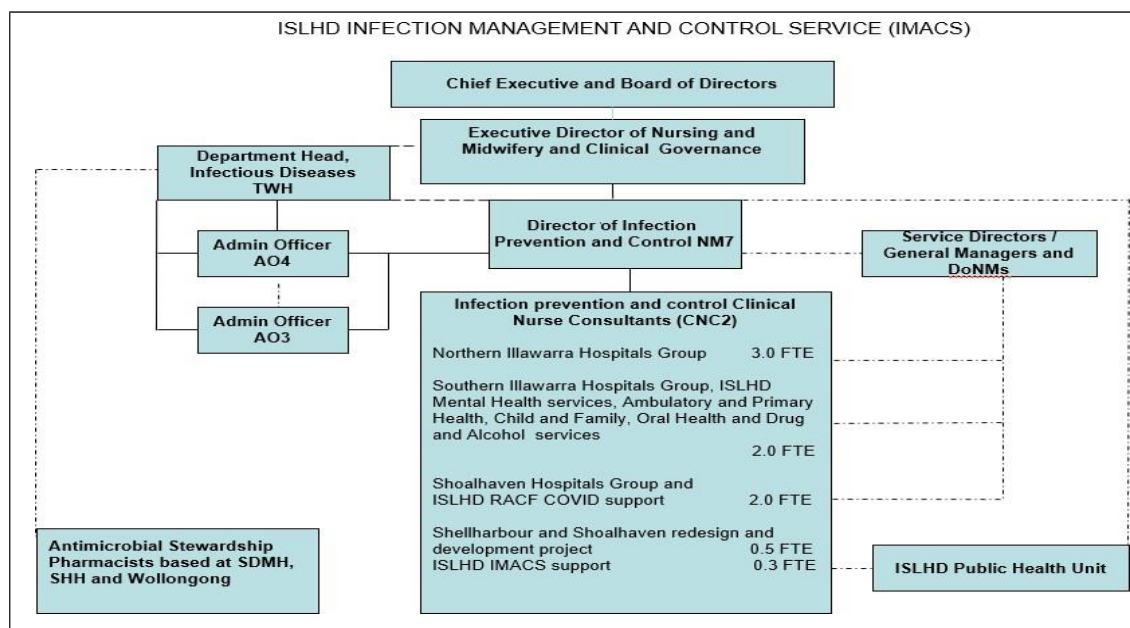 ISLHD INFECTION MANAGEMENT AND CONTROL SERVICE (IMACS)
Chief Executive and Board of Directors
Executive Director of Nursing and
Midwifery and Clinical Governance
Department Head,
Infectious Diseases
TWH
Director of Infection
Prevention and Control NM7
Admin Officer
AO4
Service Directors /
General Managers and
DoNMs
Admin Officer
AO3
Infection prevention and control Clinical
Nurse Consultants (CNC2)
Northern Illawarra Hospitals Group 3.0 FTE
Southern Illawarra Hospitals Group, ISLHD
Mental Health services, Ambulatory and Primary
Health, Child and Family, Oral Health and Drug
and Alcohol services
2.0 FTE
Shoalhaven Hospitals Group and
ISLHD RACF COVID support 2.0 FTE
Shellharbour and Shoalhaven redesign and
development project 0.5 FTE
ISLHD IMACS support 0.3 FTE
Antimicrobial Stewardship
Pharmacists based at SDMH,
SHH and Wollongong
ISLHD Public Health Unit